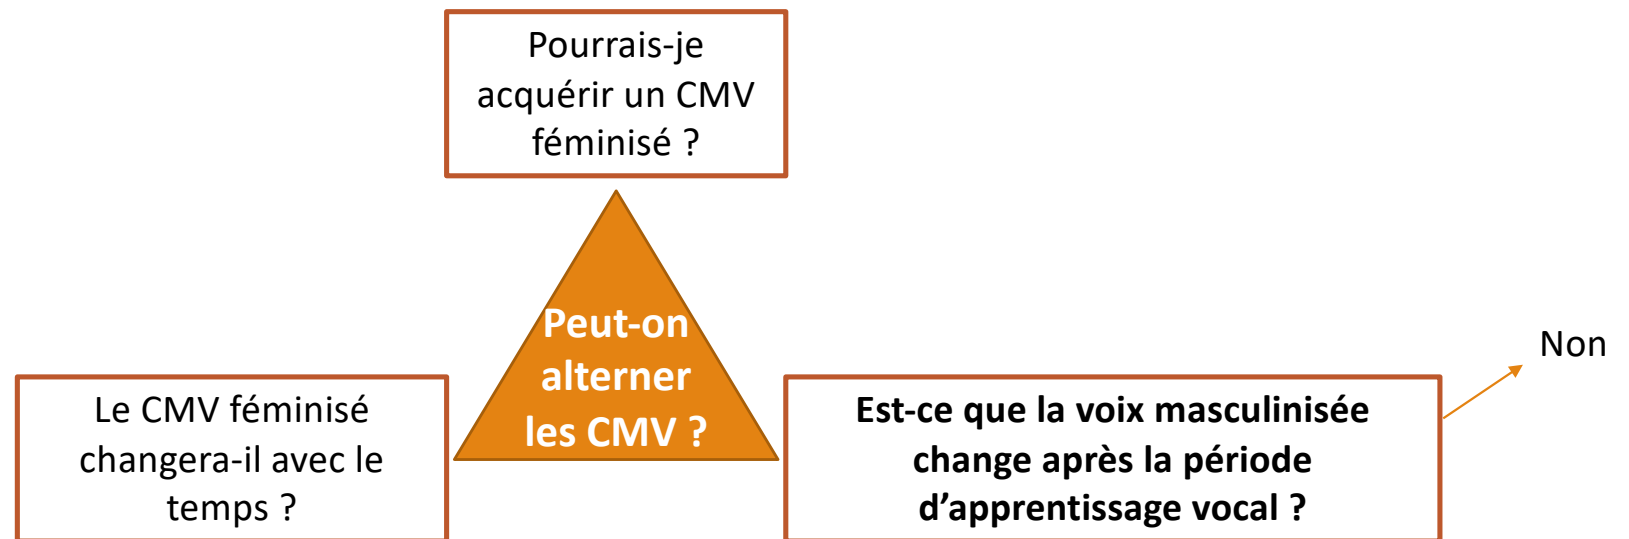 Pourrais-je
acquérir un CMV
féminisé ?
Peut-on
alterner
les CMV ?
Le CMV féminisé
changera-il avec le
temps ?
Est-ce que la voix masculinisée
change après la période
d’apprentissage vocal ?
Non